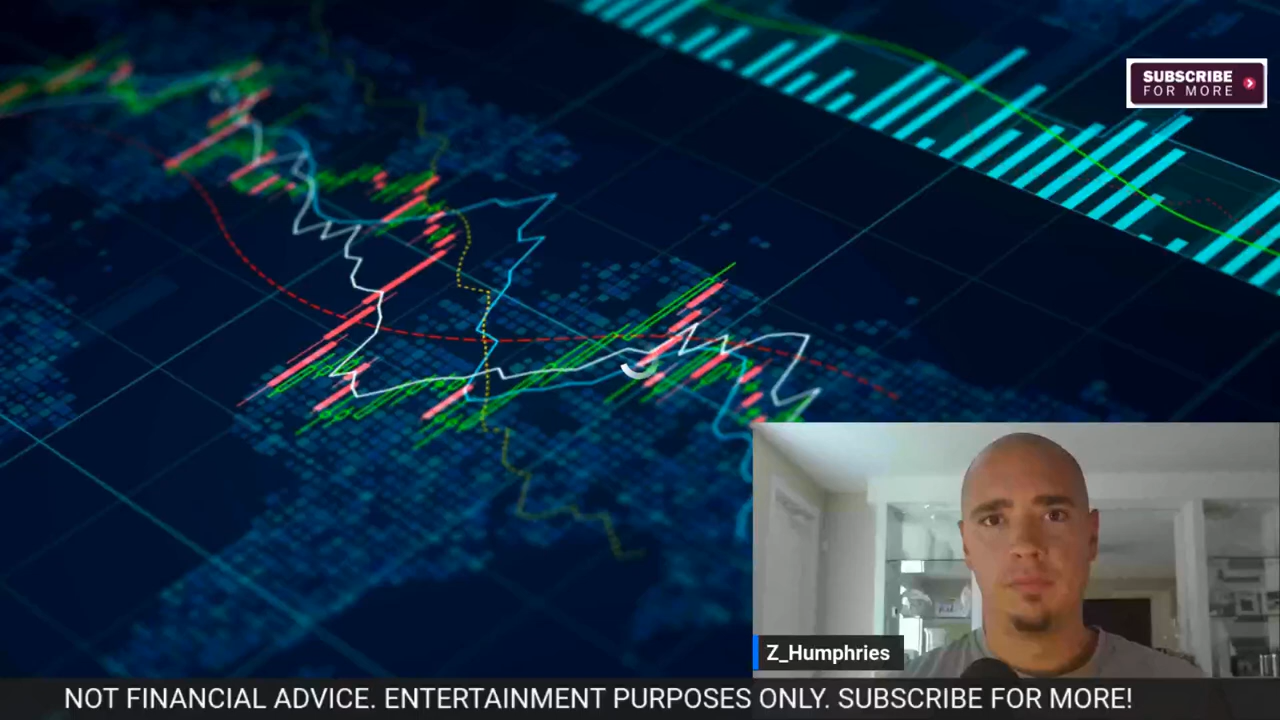 SUBSCRIBE
FOR MORE
Z_Humphries
NOT FINANCIAL ADVICE. ENTERTAINMENT PURPOSES ONLY. SUBSCRIBE FOR MORE!